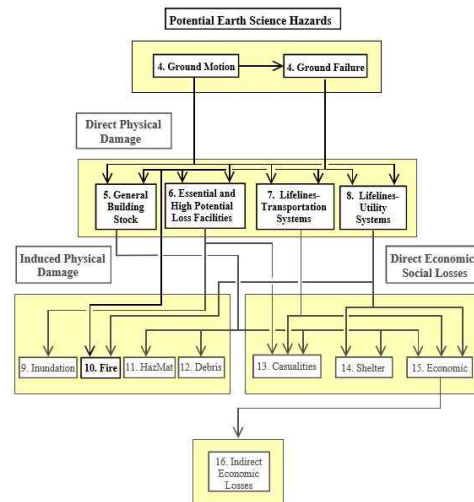 Potential Earth Science Hazards
4. Ground Motion
4. Ground Failure
Direct Physical
Damage
5. General
Building
Stock
6. Essential and
High Potential
Loss Facilities
7. Lifelines-
Transportation
Systems
8. Lifelines-
Utility
Systems
Induced Physical
Damage
Direct Economic
Social Losses
9. Inundation
10. Fire
11. HazMat
12. Debris
13. Casualities
14. Shelter
15. Economic
16. Indirect
Economic
Losses